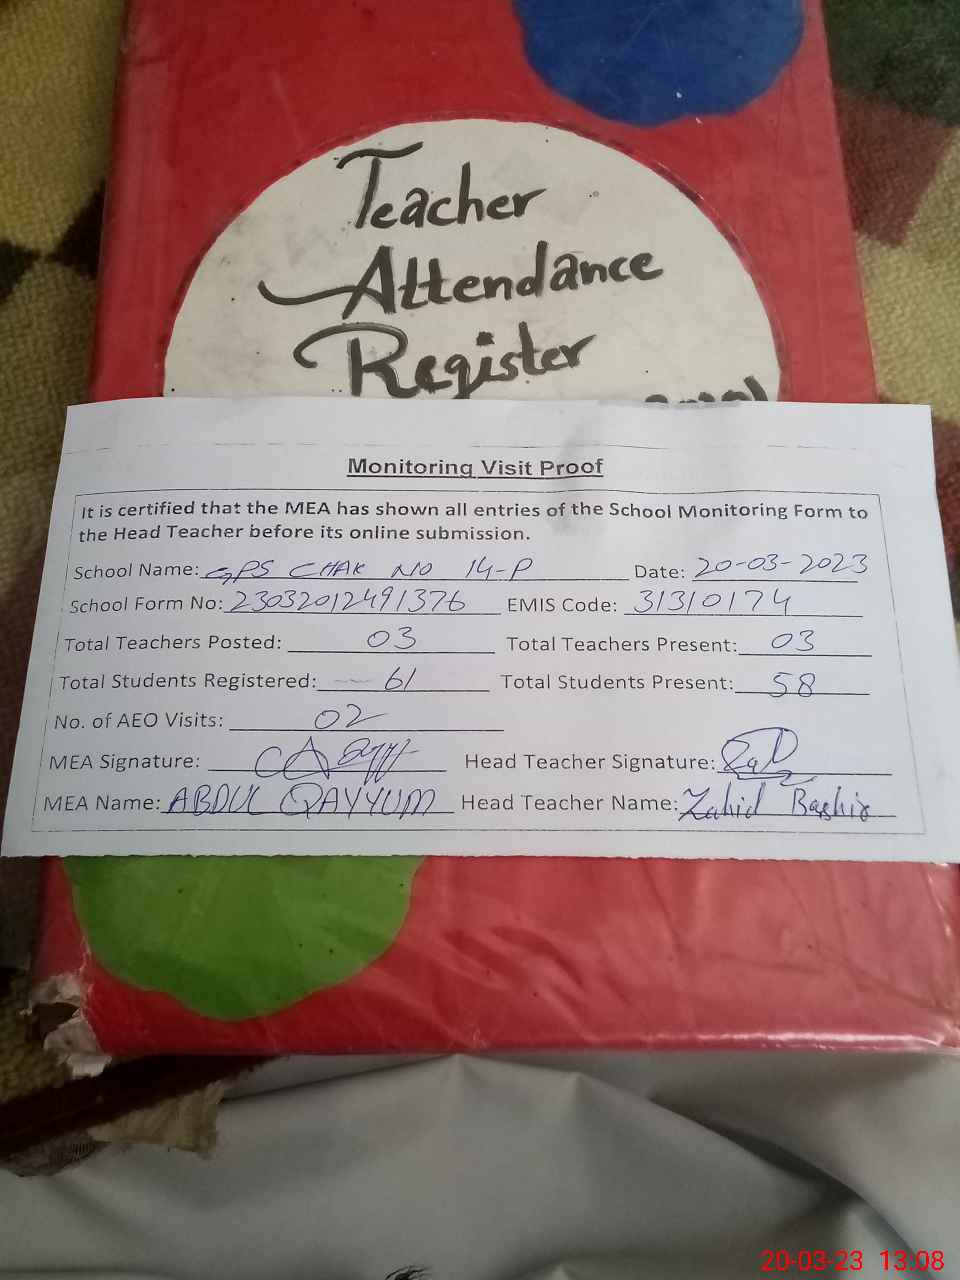 Teacher
Attendance
Register
Monitoring Visit Proof
It is certified that the MEA has shown all entries of the School Monitoring Form to
the Head Teacher before its online submission.
School Name: GPS CHAK NO 14-P Date: 20-03-2023
School Form No: 23032012491376 EMIS Code: 31310174
Total Teachers Posted: 03 Total Teachers Present: 03
Total Students Registered: 61 Total Students Present: 58
No. of AEO Visits: 02
MEA Signature: Head Teacher Signature:
MEA Name: ABDUL QAYYUM Head Teacher Name: Zahid Bashir
20-03-23 13:08